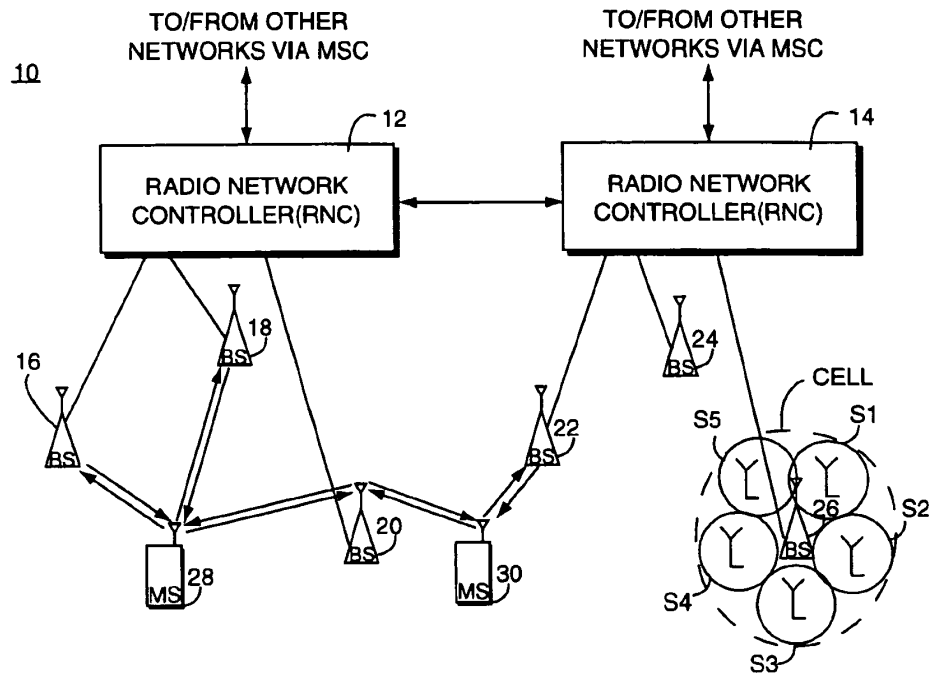 TO/FROM OTHER
NETWORKS VIA MSC
TO/FROM OTHER
NETWORKS VIA MSC
10
12
14
RADIO NETWORK
CONTROLLER(RNC)
RADIO NETWORK
CONTROLLER(RNC)
16
BS
18
BS
20
BS
22
BS
24
BS
CELL
S5
S1
S2
26
BS
S4
S3
28
MS
30
MS